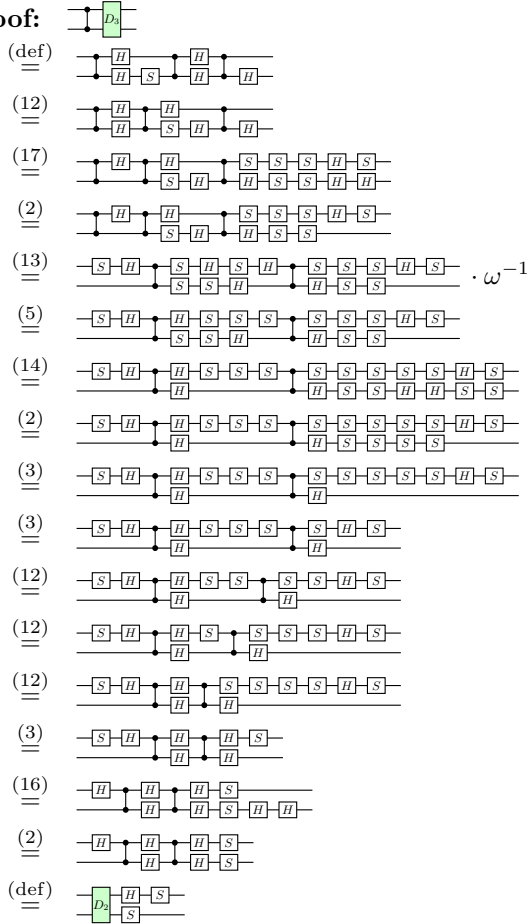 oof: D₃
(def) H H
= H S H H
(12) H H
= H S H H
(17) H H S S S H S
= S H H S S H H
(2) H H S S S H S
= S H H S S
(13) S H S H S H S S S H S
= S S H H S S · ω⁻¹
(5) S H H S S S S S S H S
= S S H H S S
(14) S H H S S S S S S S S H S
= H H S S H H S S
(2) S H H S S S S S S S S H S
= H H S S S S
(3) S H H S S S S S S S S H S
= H H
(3) S H H S S S S H S
= H H
(12) S H H S S S S H S
= H H
(12) S H H S S S S H S
= H H
(12) S H H S S S S H S
= H H
(3) S H H H S
= H H
(16) H H H S
= H H S H H
(2) H H H S
= H H S
(def) D₂ H S
= S